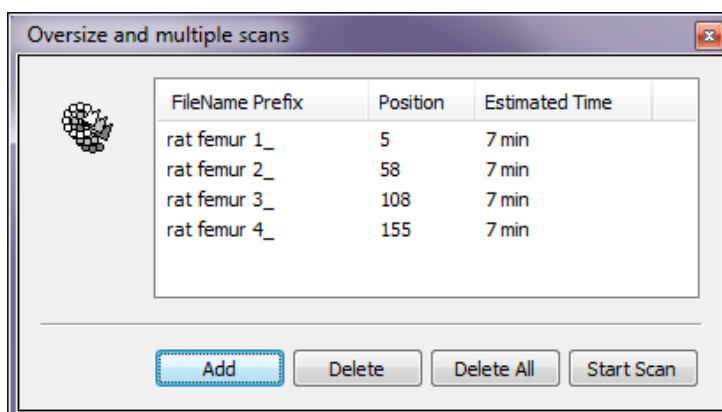 Oversize and multiple scans
FileName Prefix Position Estimated Time
rat femur 1_ 5 7 min
rat femur 2_ 58 7 min
rat femur 3_ 108 7 min
rat femur 4_ 155 7 min
Add Delete Delete All Start Scan